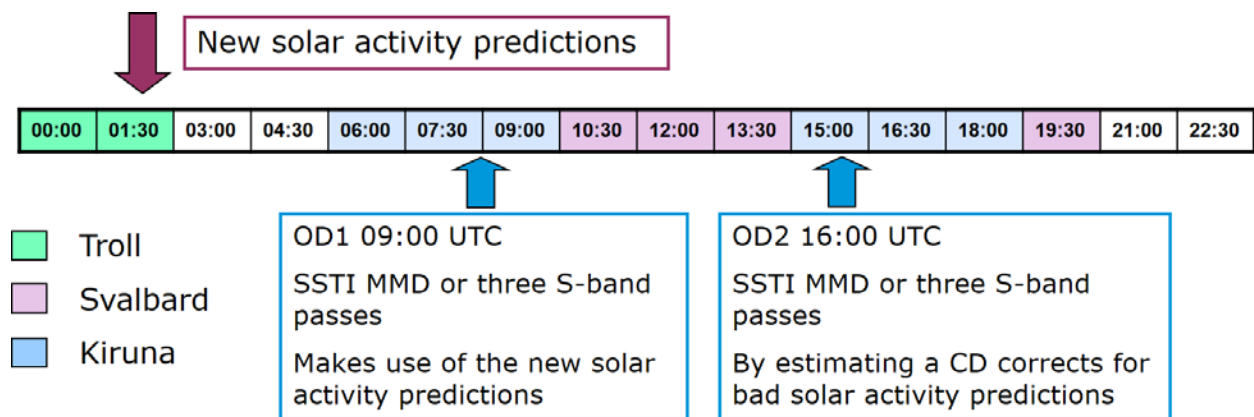 New solar activity predictions
00:00 01:30 03:00 04:30 06:00 07:30 09:00 10:30 12:00 13:30 15:00 16:30 18:00 19:30 21:00 22:30
Troll
Svalbard
Kiruna
OD1 09:00 UTC
SSTI MMD or three S-band
passes
Makes use of the new solar
activity predictions
OD2 16:00 UTC
SSTI MMD or three S-band
passes
By estimating a CD corrects for
bad solar activity predictions